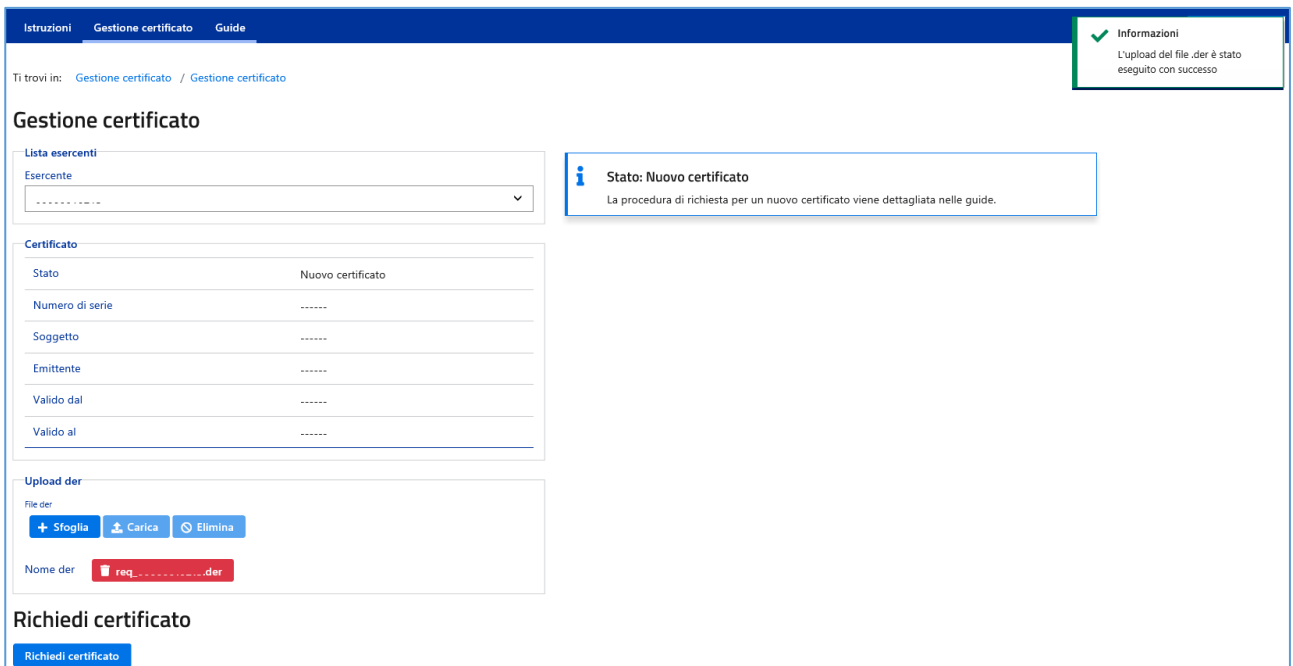 Istruzioni Gestione certificato Guide
Informazioni
L'upload del file .der è stato
eseguito con successo
Ti trovi in: Gestione certificato / Gestione certificato
Gestione certificato
Lista esercenti
Esercente
Stato: Nuovo certificato
La procedura di richiesta per un nuovo certificato viene dettagliata nelle guide.
Certificato
Stato Nuovo certificato
Numero di serie ------
Soggetto ------
Emittente ------
Valido dal ------
Valido al ------
Upload der
File der
Sfoglia Carica Elimina
Nome der req_ .der
Richiedi certificato
Richiedi certificato